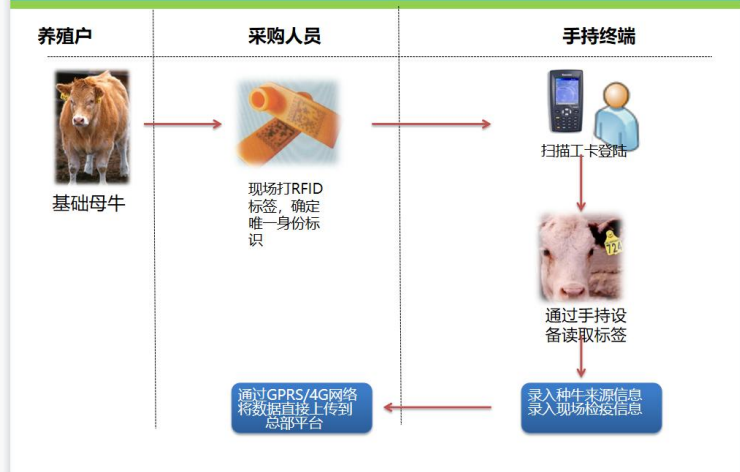 养殖户
采购人员
手持终端
扫描工卡登陆
基础母牛
现场打RFID
标签，确定
唯一身份标
识
724
通过手持设
备读取标签
录入种牛来源信息
录入现场检疫信息
通过GPRS/4G网络
将数据直接上传到
总部平台